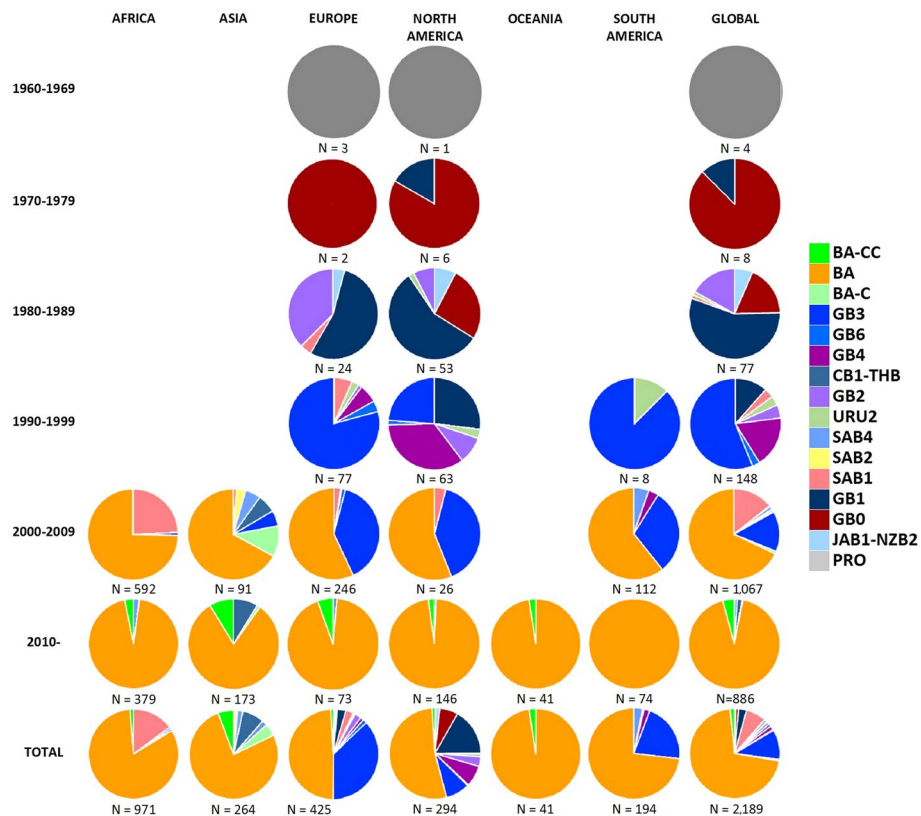 AFRICA ASIA EUROPE NORTH AMERICA OCEANIA SOUTH AMERICA GLOBAL
1960-1969
N = 3 N = 1 N = 4
1970-1979
N = 2 N = 6 N = 8
1980-1989
N = 24 N = 53 N = 77
1990-1999
N = 77 N = 63 N = 8 N = 148
2000-2009
N = 592 N = 91 N = 246 N = 26 N = 112 N = 1,067
2010-
N = 379 N = 173 N = 73 N = 146 N = 41 N = 74 N=886
TOTAL
N = 971 N = 264 N = 425 N = 294 N = 41 N = 194 N = 2,189
BA-CC
BA
BA-C
GB3
GB6
GB4
CB1-THB
GB2
URU2
SAB4
SAB2
SAB1
GB1
GB0
JAB1-NZB2
PRO